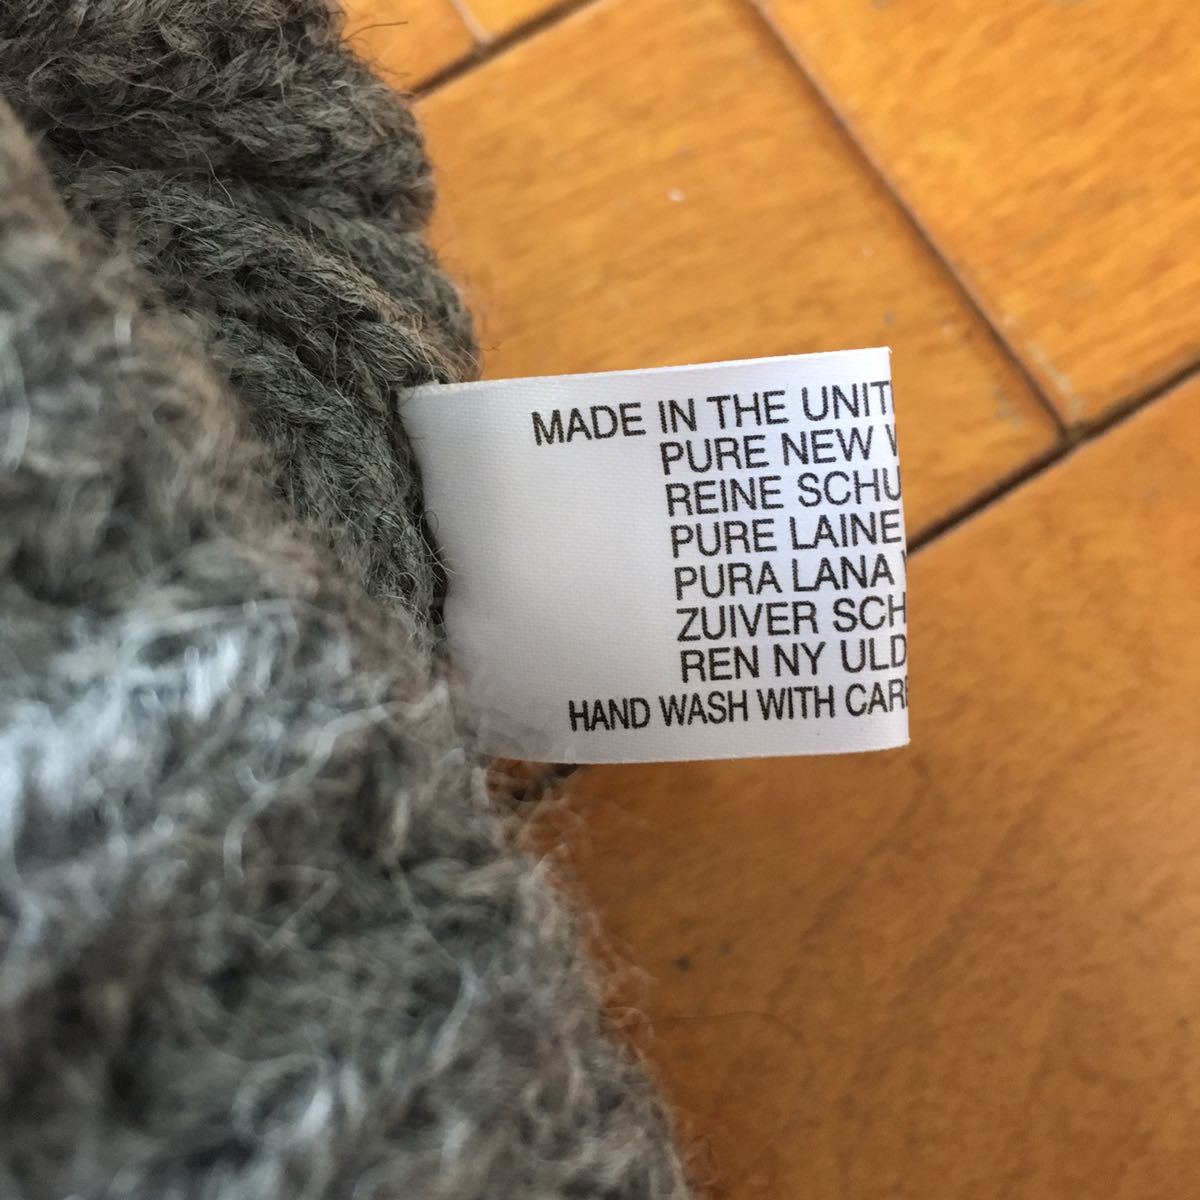 MADE IN THE UNIT
PURE NEW
REINE SCHU
PURE LAINE
PURA LANA
ZUIVER SCH
REN NY ULD
HAND WASH WITH CARE